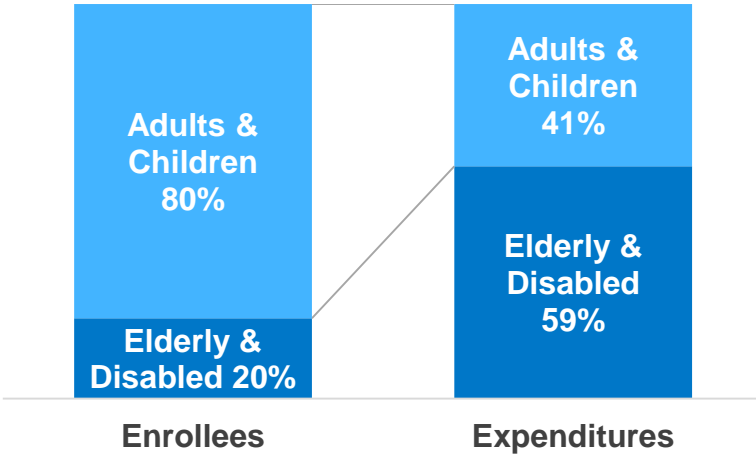 Adults &
Children
80%
Elderly &
Disabled 20%
Adults &
Children
41%
Elderly &
Disabled
59%
Enrollees
Expenditures